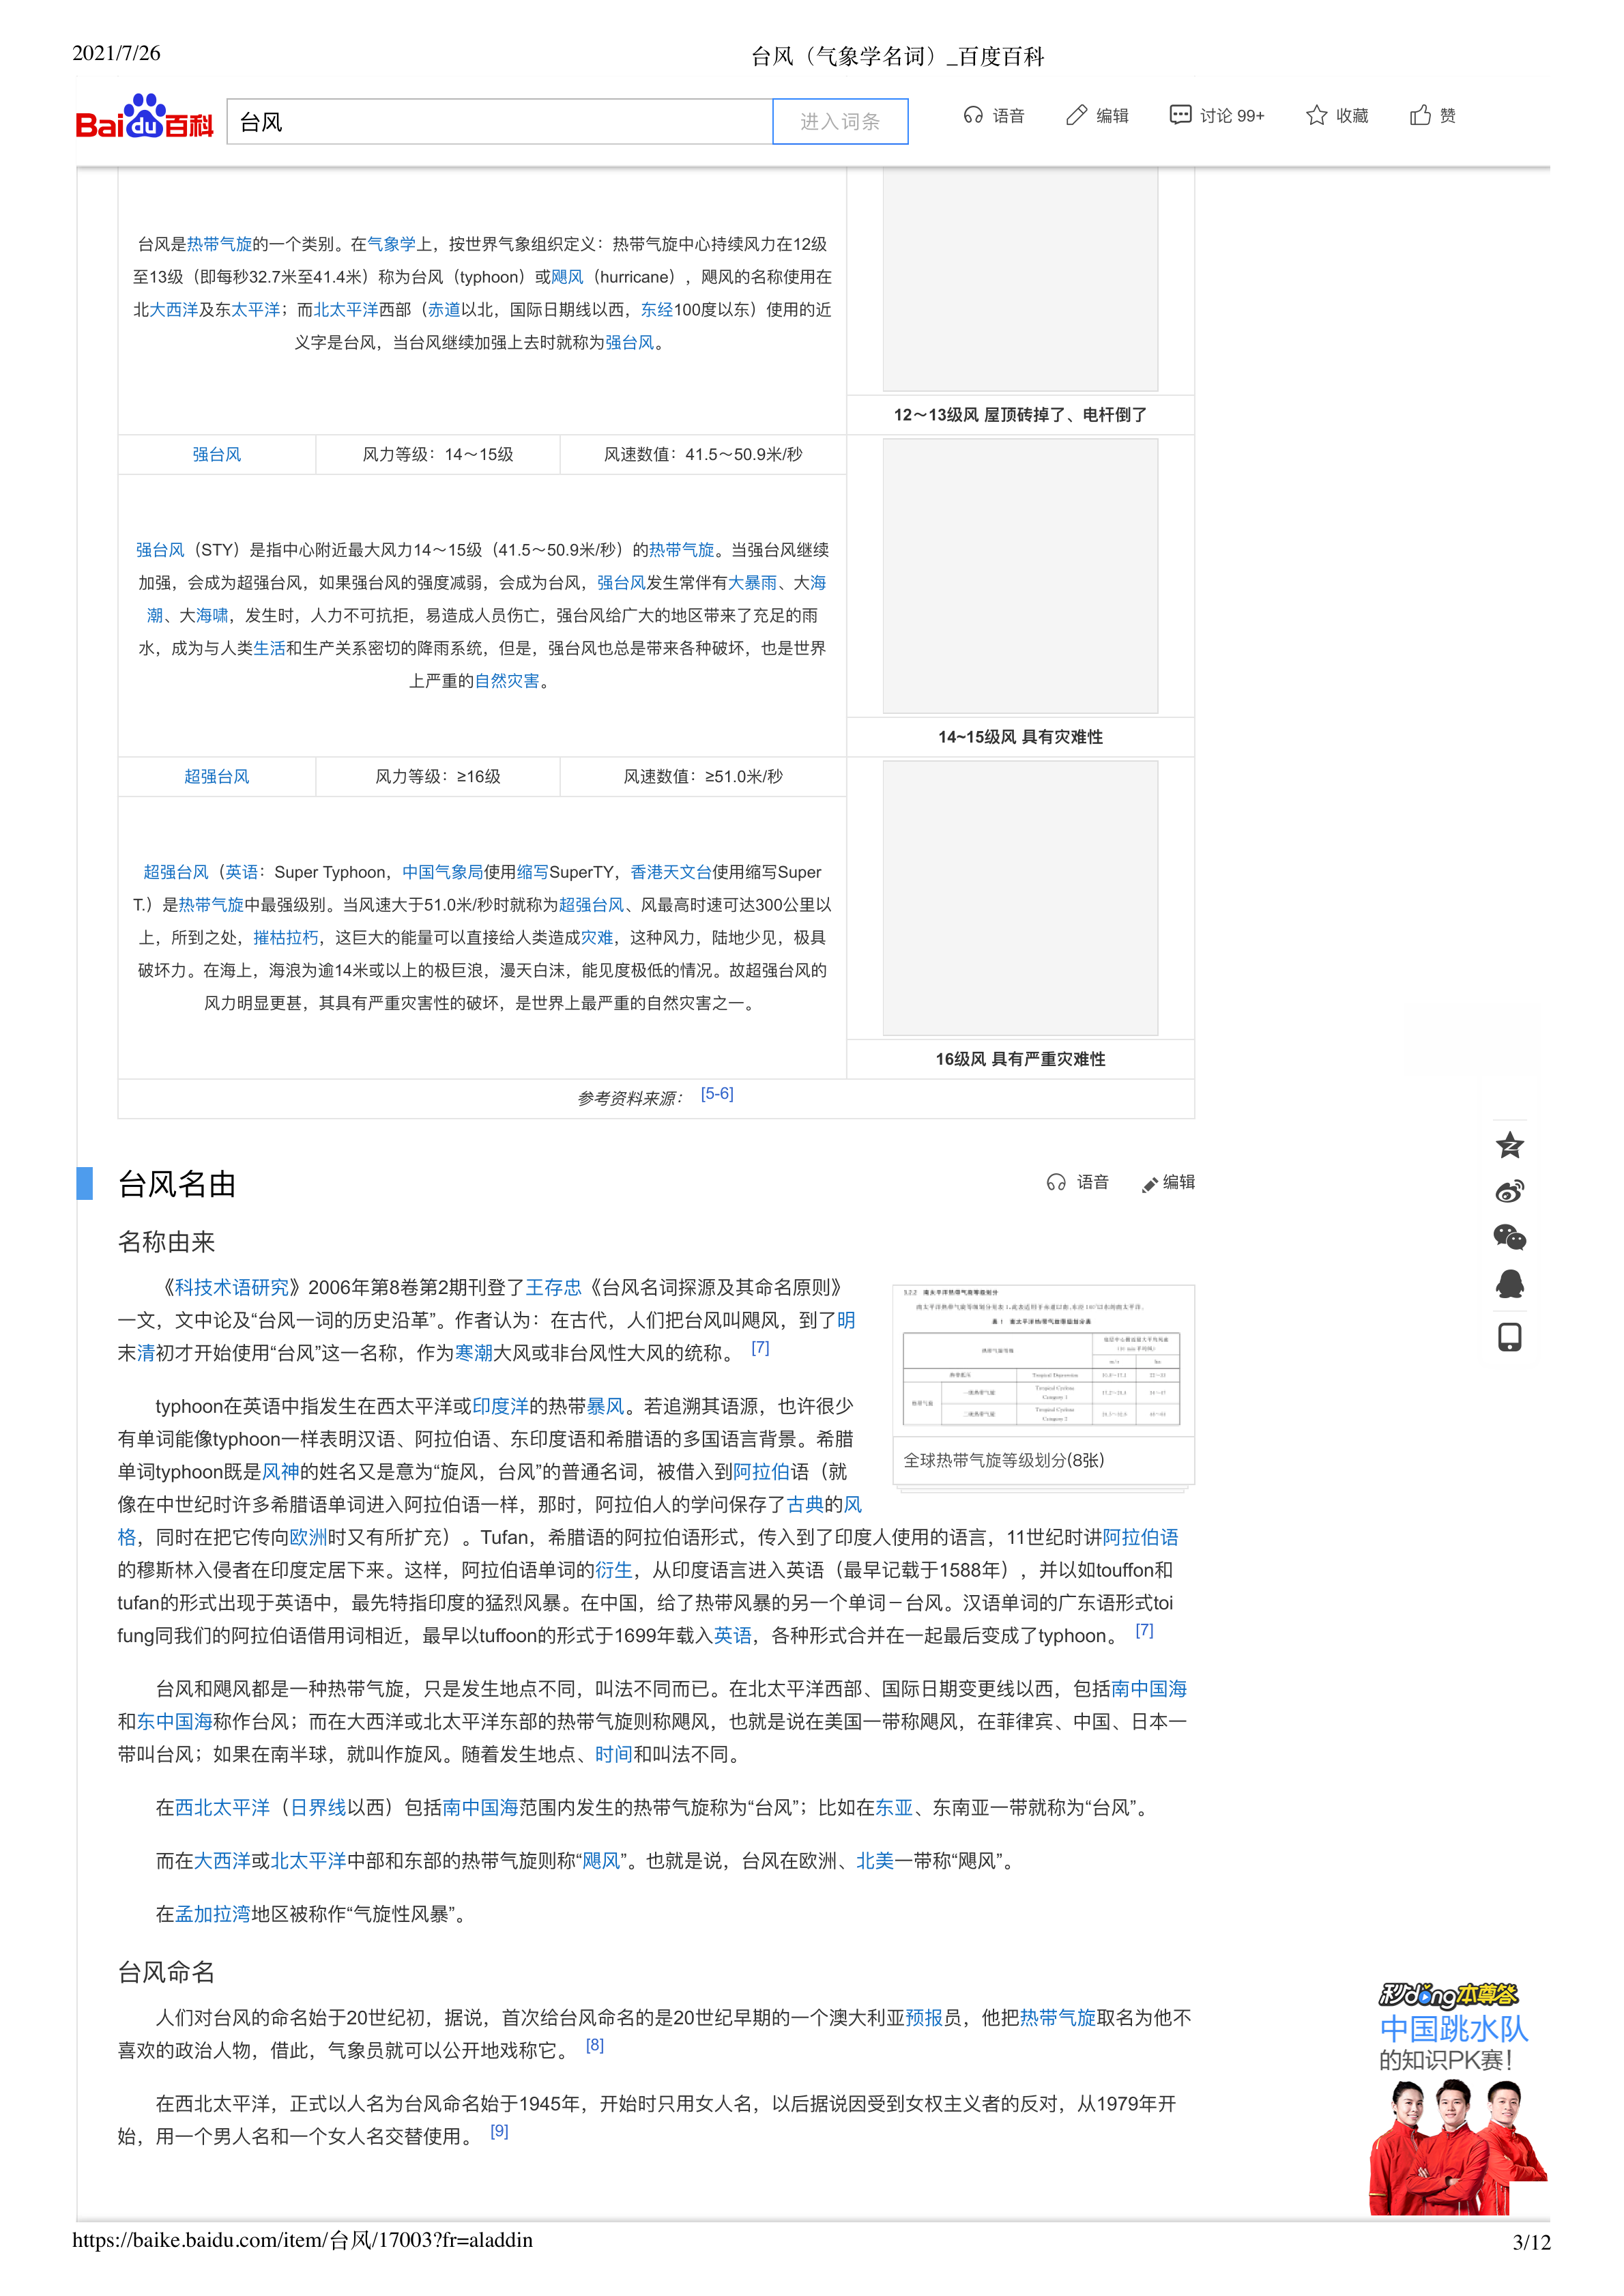 2021/7/26
台风（气象学名词）_百度百科
Bai du 百科
台风
进入词条
语音
编辑
讨论 99+
收藏
赞
台风是热带气旋的一个类别。在气象学上，按世界气象组织定义：热带气旋中心持续风力在12级
至13级（即每秒32.7米至41.4米）称为台风（typhoon）或飓风（hurricane），飓风的名称使用在
北大西洋及东太平洋；而北太平洋西部（赤道以北，国际日期线以西，东经100度以东）使用的近
义字是台风，当台风继续加强上去时就称为强台风。
12～13级风 屋顶砖掉了、电杆倒了
强台风
风力等级：14～15级
风速数值：41.5～50.9米/秒
强台风（STY）是指中心附近最大风力14～15级（41.5～50.9米/秒）的热带气旋。当强台风继续
加强，会成为超强台风，如果强台风的强度减弱，会成为台风，强台风发生常伴有大暴雨、大海
潮、大海啸，发生时，人力不可抗拒，易造成人员伤亡，强台风给广大的地区带来了充足的雨
水，成为与人类生活和生产关系密切的降雨系统，但是，强台风也总是带来各种破坏，也是世界
上严重的自然灾害。
14~15级风 具有灾难性
超强台风
风力等级：≥16级
风速数值：≥51.0米/秒
超强台风（英语：Super Typhoon，中国气象局使用缩写SuperTY，香港天文台使用缩写Super
T.）是热带气旋中最强级别。当风速大于51.0米/秒时就称为超强台风、风最高时速可达300公里以
上，所到之处，摧枯拉朽，这巨大的能量可以直接给人类造成灾难，这种风力，陆地少见，极具
破坏力。在海上，海浪为逾14米或以上的极巨浪，漫天白沫，能见度极低的情况。故超强台风的
风力明显更甚，其具有严重灾害性的破坏，是世界上最严重的自然灾害之一。
16级风 具有严重灾难性
参考资料来源： [5-6]
台风名由
语音
编辑
名称由来
《科技术语研究》2006年第8卷第2期刊登了王存忠《台风名词探源及其命名原则》
一文，文中论及“台风一词的历史沿革”。作者认为：在古代，人们把台风叫飓风，到了明
末清初才开始使用“台风”这一名称，作为寒潮大风或非台风性大风的统称。 [7]
typhoon在英语中指发生在西太平洋或印度洋的热带暴风。若追溯其语源，也许很少
有单词能像typhoon一样表明汉语、阿拉伯语、东印度语和希腊语的多国语言背景。希腊
单词typhoon既是风神的姓名又是意为“旋风，台风”的普通名词，被借入到阿拉伯语（就
像在中世纪时许多希腊语单词进入阿拉伯语一样，那时，阿拉伯人的学问保存了古典的风
格，同时在把它传向欧洲时又有所扩充）。Tufan，希腊语的阿拉伯语形式，传入到了印度人使用的语言，11世纪时讲阿拉伯语
的穆斯林入侵者在印度定居下来。这样，阿拉伯语单词的衍生，从印度语言进入英语（最早记载于1588年），并以如touffon和
tufan的形式出现于英语中，最先特指印度的猛烈风暴。在中国，给了热带风暴的另一个单词－台风。汉语单词的广东语形式toi
fung同我们的阿拉伯语借用词相近，最早以tuffoon的形式于1699年载入英语，各种形式合并在一起最后变成了typhoon。 [7]
全球热带气旋等级划分(8张)
台风和飓风都是一种热带气旋，只是发生地点不同，叫法不同而已。在北太平洋西部、国际日期变更线以西，包括南中国海
和东中国海称作台风；而在大西洋或北太平洋东部的热带气旋则称飓风，也就是说在美国一带称飓风，在菲律宾、中国、日本一
带叫台风；如果在南半球，就叫作旋风。随着发生地点、时间和叫法不同。
在西北太平洋（日界线以西）包括南中国海范围内发生的热带气旋称为“台风”；比如在东亚、东南亚一带就称为“台风”。
而在大西洋或北太平洋中部和东部的热带气旋则称“飓风”。也就是说，台风在欧洲、北美一带称“飓风”。
在孟加拉湾地区被称作“气旋性风暴”。
台风命名
人们对台风的命名始于20世纪初，据说，首次给台风命名的是20世纪早期的一个澳大利亚预报员，他把热带气旋取名为他不
喜欢的政治人物，借此，气象员就可以公开地戏称它。 [8]
在西北太平洋，正式以人名为台风命名始于1945年，开始时只用女人名，以后据说因受到女权主义者的反对，从1979年开
始，用一个男人名和一个女人名交替使用。 [9]
秒dong本尊答
中国跳水队
的知识PK赛！
https://baike.baidu.com/item/台风/17003?fr=aladdin
3/12